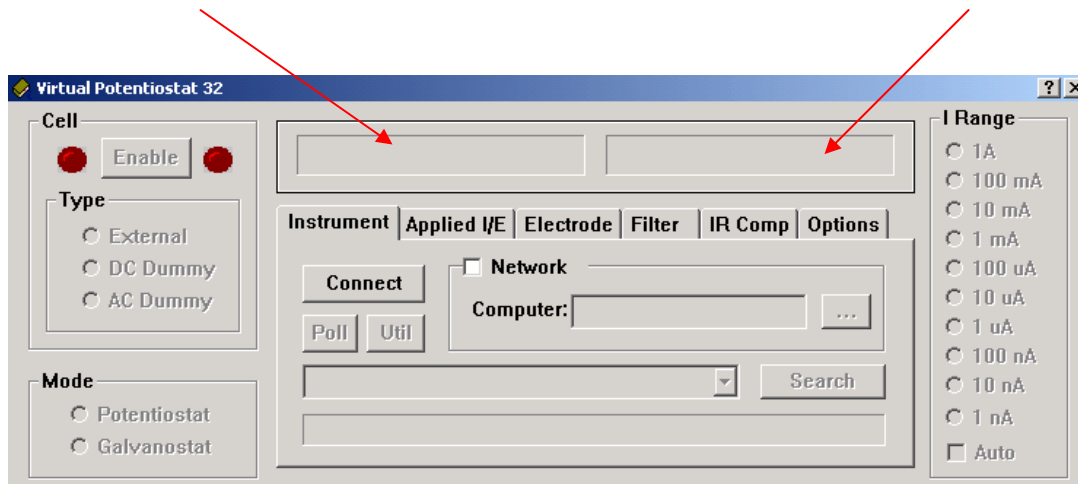 Virtual Potentiostat 32
? X
Cell
Enable
Type
External
DC Dummy
AC Dummy
Mode
Potentiostat
Galvanostat
Instrument Applied I/E Electrode Filter IR Comp Options
Connect
Network
Computer: ...
Poll Util
Search
I Range
1A
100 mA
10 mA
1 mA
100 uA
10 uA
1 uA
100 nA
10 nA
1 nA
Auto